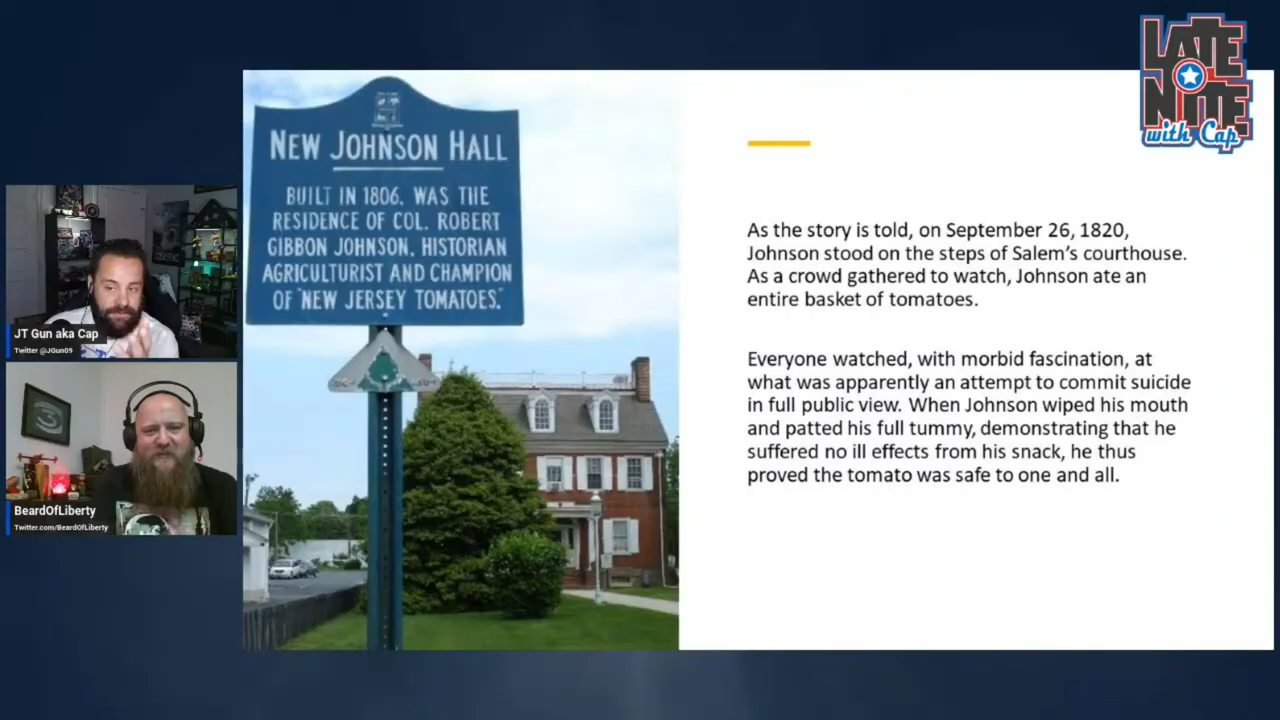 LATE
NITE
with Cap
NEW JOHNSON HALL
BUILT IN 1806, WAS THE
RESIDENCE OF COL. ROBERT
GIBBON JOHNSON, HISTORIAN
AGRICULTURIST AND CHAMPION
OF "NEW JERSEY TOMATOES."
As the story is told, on September 26, 1820,
Johnson stood on the steps of Salem's courthouse.
As a crowd gathered to watch, Johnson ate an
entire basket of tomatoes.
Everyone watched, with morbid fascination, at
what was apparently an attempt to commit suicide
in full public view. When Johnson wiped his mouth
and patted his full tummy, demonstrating that he
suffered no ill effects from his snack, he thus
proved the tomato was safe to one and all.
JT Gun aka Cap
Twitter @JGun09
3
BeardOfLiberty
Twitter.com/BeardOfLiberty